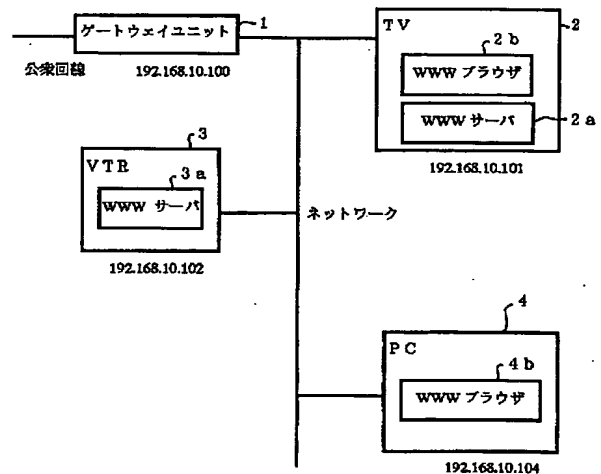 ゲートウェイユニット
1
公衆回線
192.168.10.100
TV
2
2b
WWW ブラウザ
WWW サーバ
2a
192.168.10.101
3
VTR
3a
WWW サーバ
192.168.10.102
ネットワーク
4
PC
4b
WWW ブラウザ
192.168.10.104